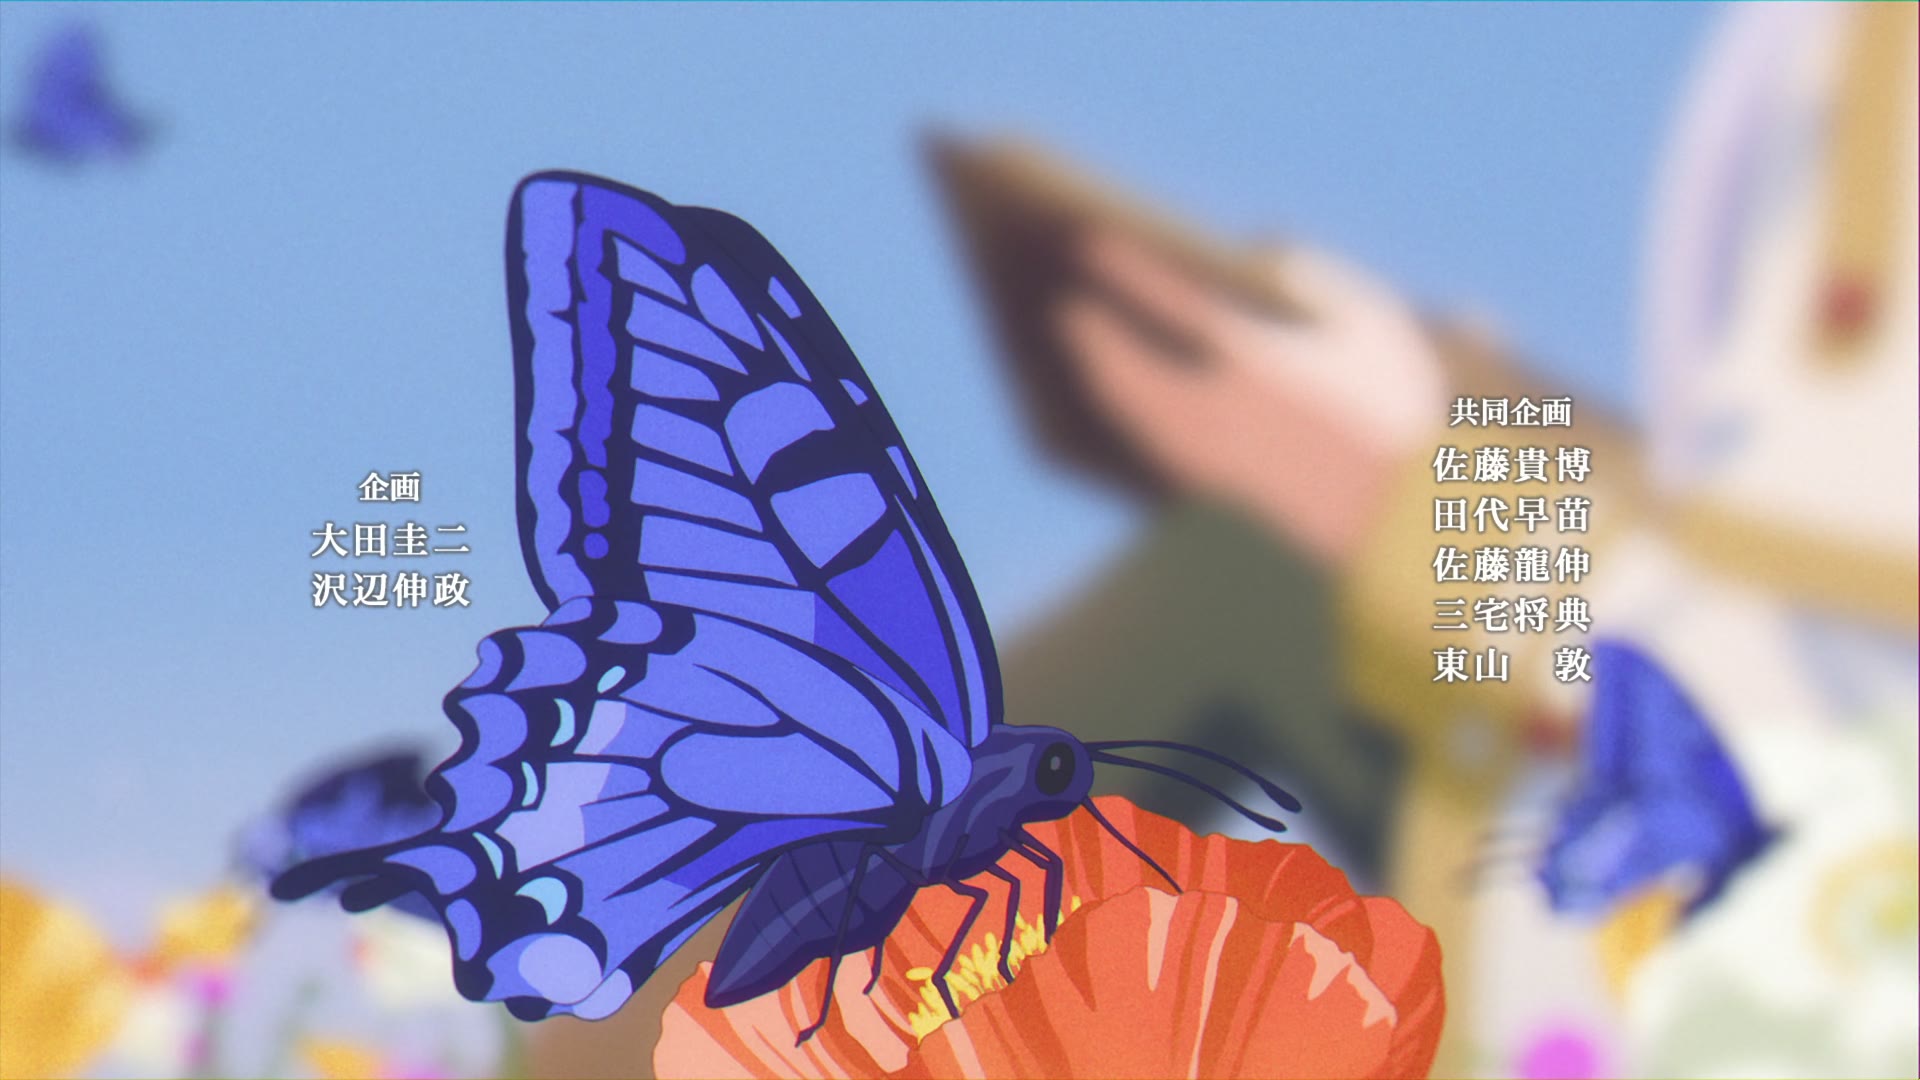 企画
大田圭二
沢辺伸政
共同企画
佐藤貴博
田代早苗
佐藤龍伸
三宅将典
東山　敦